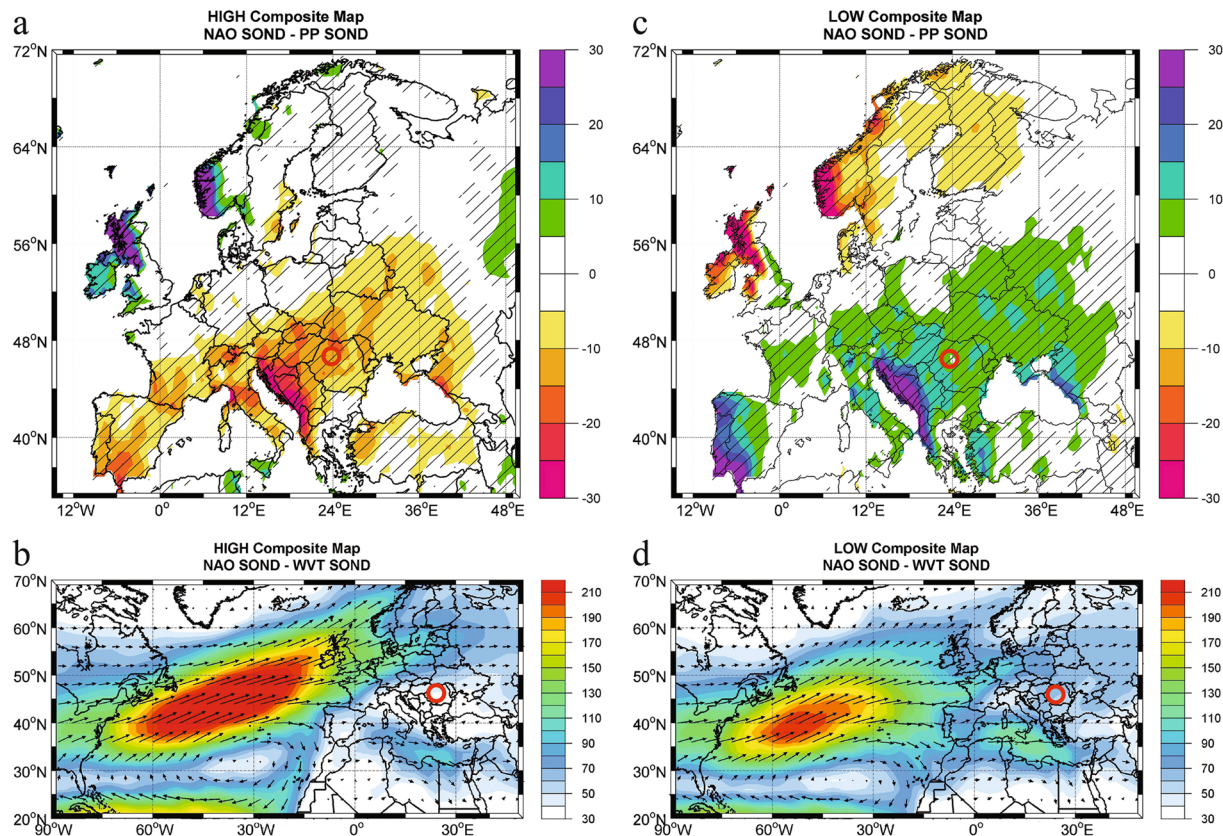 a
HIGH Composite Map
NAO SOND - PP SOND
72°N
64°N
56°N
48°N
40°N
12°W 0° 12°E 24°E 36°E 48°E
30
20
10
0
-10
-20
-30
c
LOW Composite Map
NAO SOND - PP SOND
72°N
64°N
56°N
48°N
40°N
12°W 0° 12°E 24°E 36°E 48°E
30
20
10
0
-10
-20
-30
b
HIGH Composite Map
NAO SOND - WVT SOND
70°N
60°N
50°N
40°N
30°N
20°N
90°W 60°W 30°W 0° 30°E
210
190
170
150
130
110
90
70
50
30
d
LOW Composite Map
NAO SOND - WVT SOND
70°N
60°N
50°N
40°N
30°N
20°N
90°W 60°W 30°W 0° 30°E
210
190
170
150
130
110
90
70
50
30